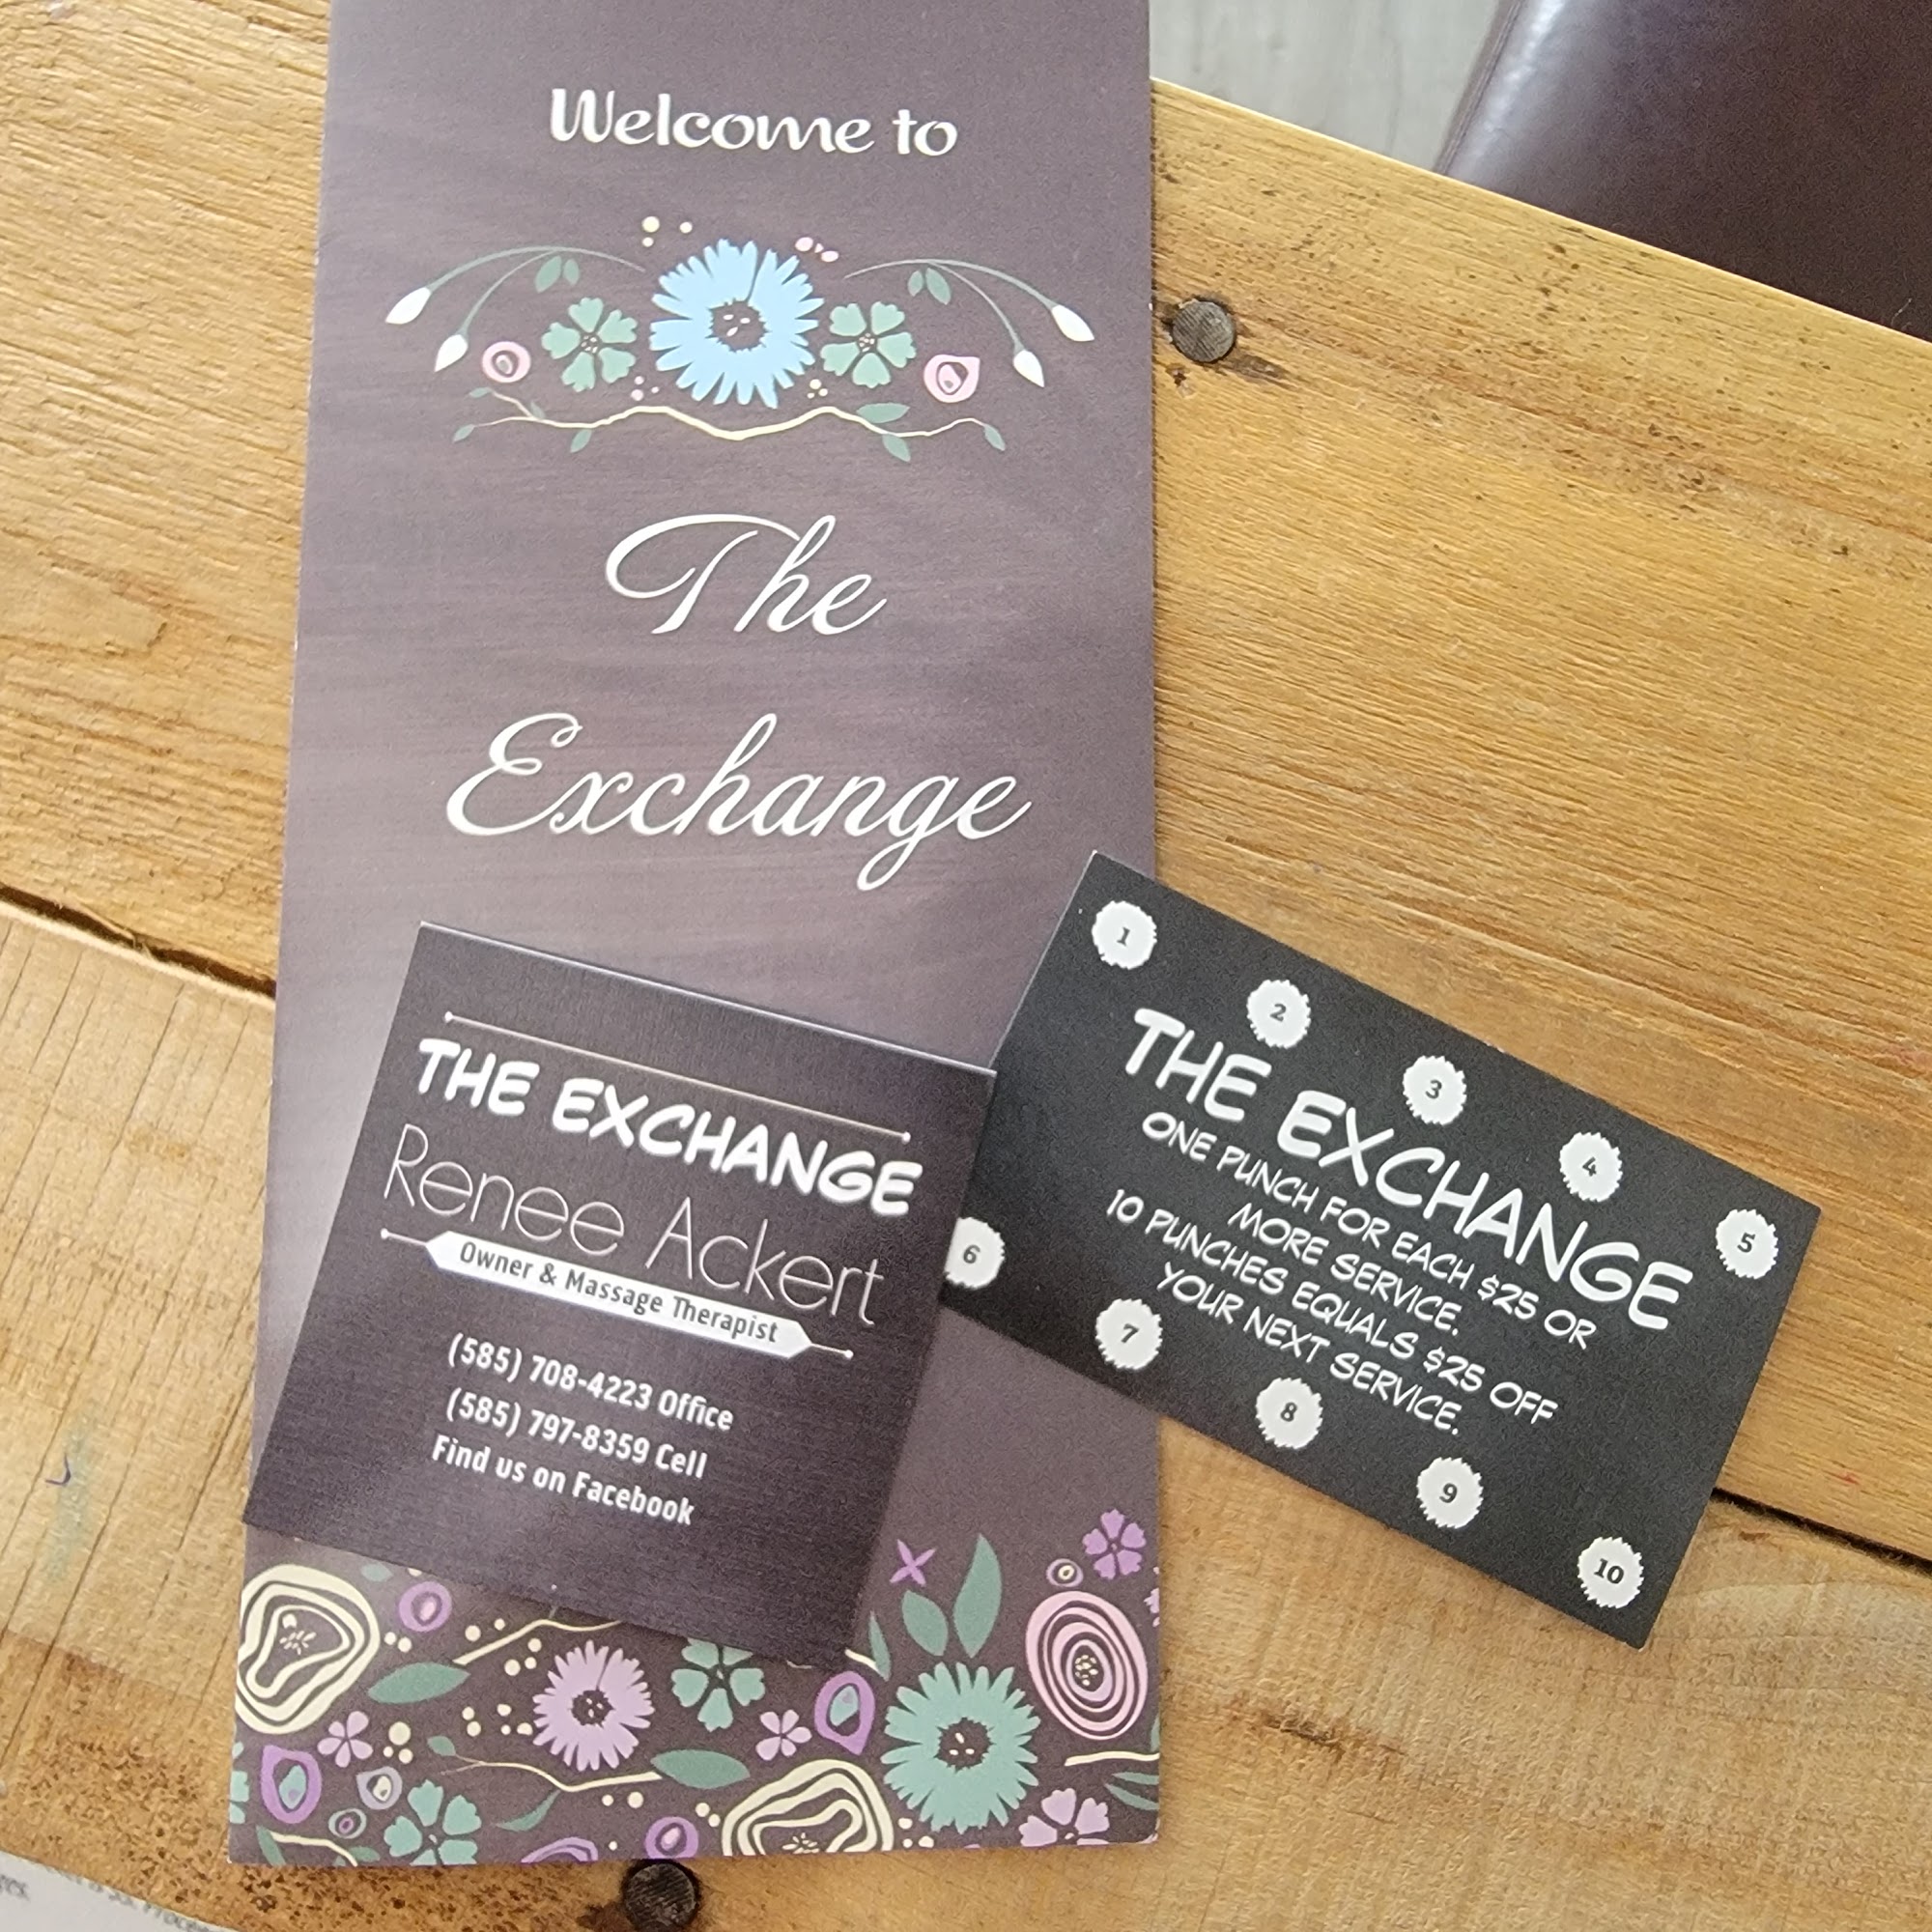 Welcome to
The
Exchange
THE EXCHANGE
Renee Ackert
Owner & Massage Therapist
(585) 708-4223 Office
(585) 797-8359 Cell
Find us on Facebook
1
2
3
4
5
THE EXCHANGE
ONE PUNCH FOR EACH $25 OR
MORE SERVICE.
10 PUNCHES EQUALS $25 OFF
YOUR NEXT SERVICE.
6
7
8
9
10